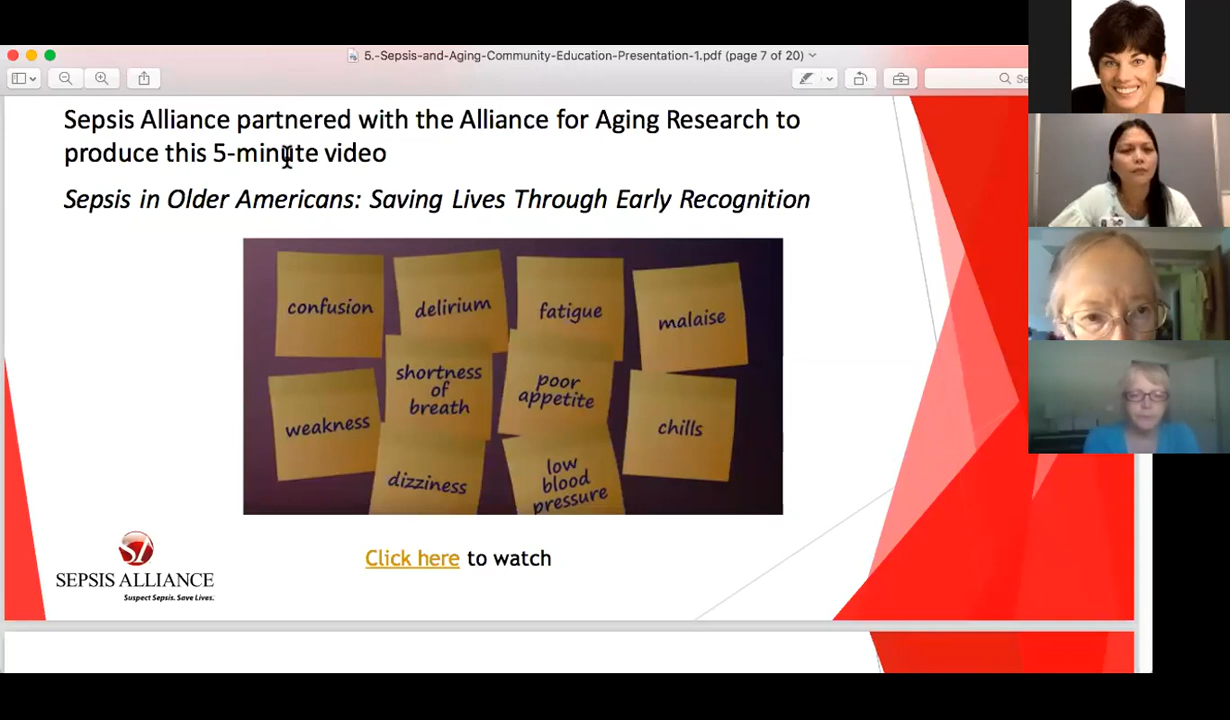 5.-Sepsis-and-Aging-Community-Education-Presentation-1.pdf (page 7 of 20)
Sepsis Alliance partnered with the Alliance for Aging Research to
produce this 5-minute video
Sepsis in Older Americans: Saving Lives Through Early Recognition
confusion
delirium
fatigue
malaise
weakness
shortness
of
breath
poor
appetite
chills
dizziness
low
blood
pressure
Click here to watch
SEPSIS ALLIANCE
Suspect Sepsis. Save Lives.